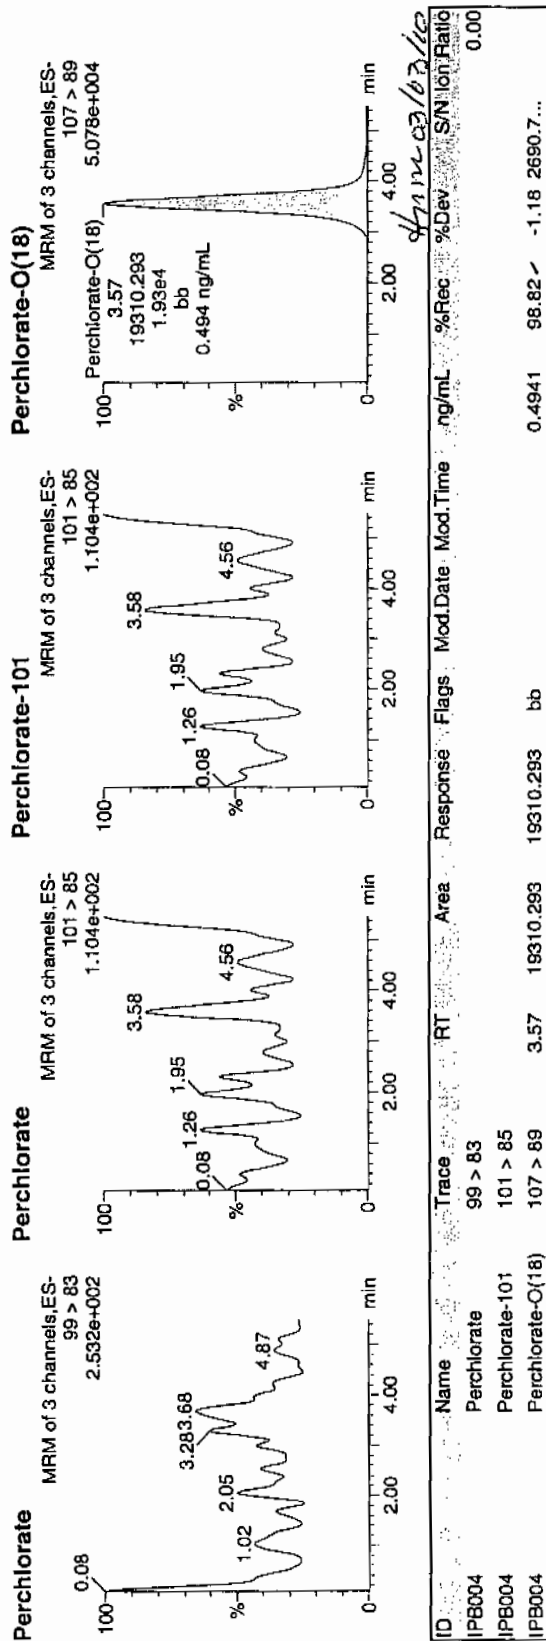 Perchlorate
MRM of 3 channels,ES-
99 > 83
2.532e+002
100
%
0
0.08
1.02
2.05
3.28
3.68
4.87
2.00
4.00
min
Perchlorate
MRM of 3 channels,ES-
101 > 85
1.104e+002
100
%
0
0.08
1.26
1.95
3.58
4.56
2.00
4.00
min
Perchlorate-101
MRM of 3 channels,ES-
101 > 85
1.104e+002
100
%
0
0.08
1.26
1.95
3.58
4.56
2.00
4.00
min
Perchlorate-O(18)
MRM of 3 channels,ES-
107 > 89
5.078e+004
100
%
0
Perchlorate-O(18)
3.57
19310.293
1.93e4
bb
0.494 ng/mL
2.00
4.00
min
03/03/10
ID Name Trace RT Area Response Flags Mod.Date Mod.Time ng/mL %Rec %Dev S/N Ion Ratio
IPB004 Perchlorate 99 > 83 0.00
IPB004 Perchlorate-101 101 > 85
IPB004 Perchlorate-O(18) 107 > 89 3.57 19310.293 19310.293 bb 0.4941 98.82 ✓ -1.18 2690.7...